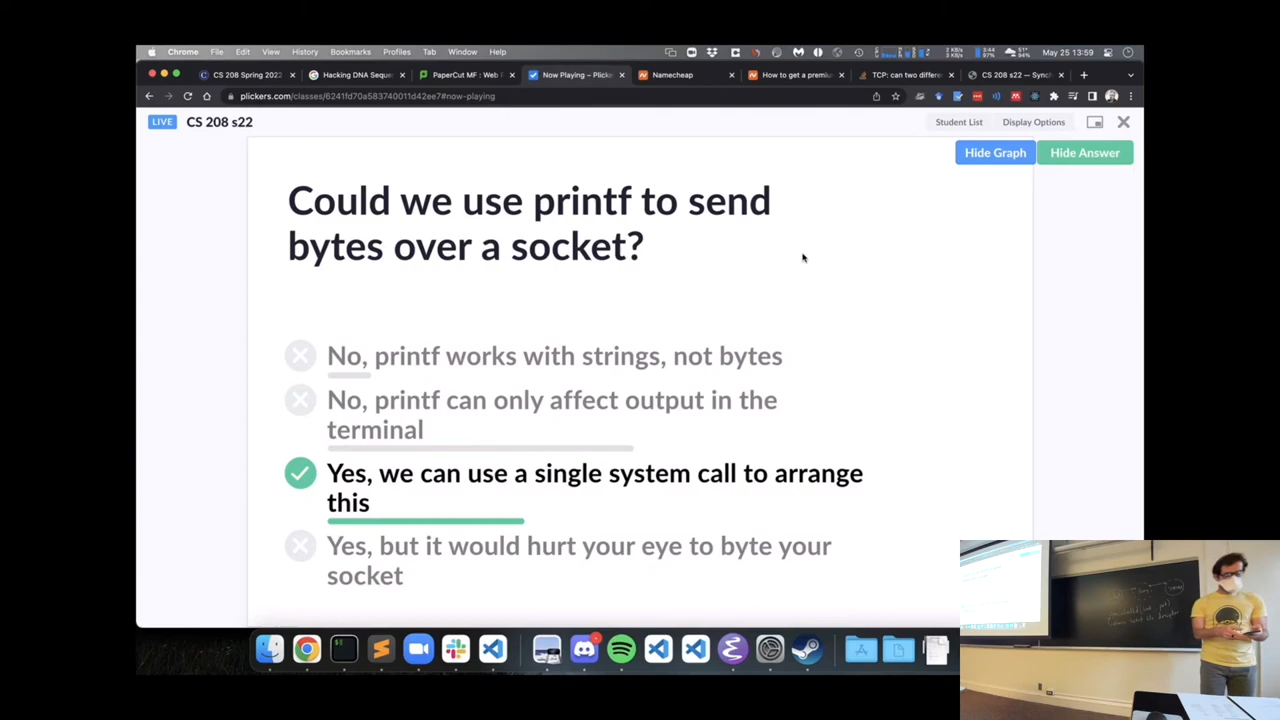 Chrome File Edit View History Bookmarks Profiles Tab Window Help May 25 13:59
CS 208 Spring 2022 Hacking DNA Seque PaperCut MF : Web F Now Playing – Plicke Namecheap How to get a premiu TCP: can two differe CS 208 s22 — Synch
plickers.com/classes/6241fd70a583740011d42ee7#now-playing
LIVE CS 208 s22 Student List Display Options
Hide Graph Hide Answer
Could we use printf to send
bytes over a socket?
No, printf works with strings, not bytes
No, printf can only affect output in the
terminal
Yes, we can use a single system call to arrange
this
Yes, but it would hurt your eye to byte your
socket